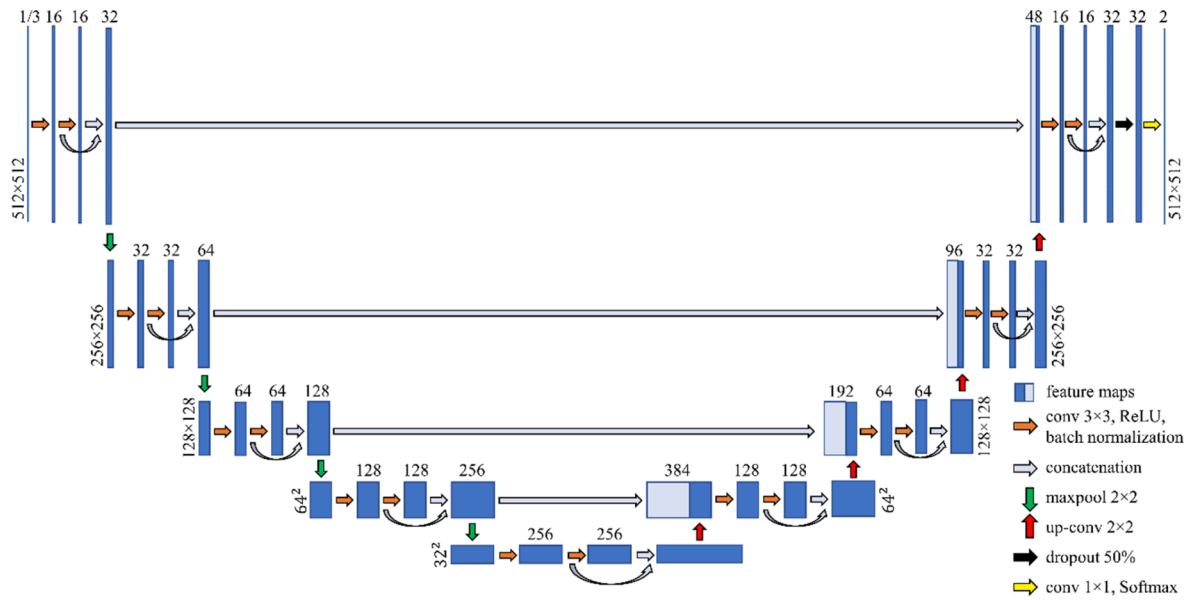 1/3 16 16 32
48 16 16 32 32 2
512×512
512×512
32 32 64
96 32 32
256×256
256×256
64 64 128
192 64 64
128×128
128×128
128 128 256
384 128 128
64²
64²
256 256
32²
feature maps
conv 3×3, ReLU,
batch normalization
concatenation
maxpool 2×2
up-conv 2×2
dropout 50%
conv 1×1, Softmax